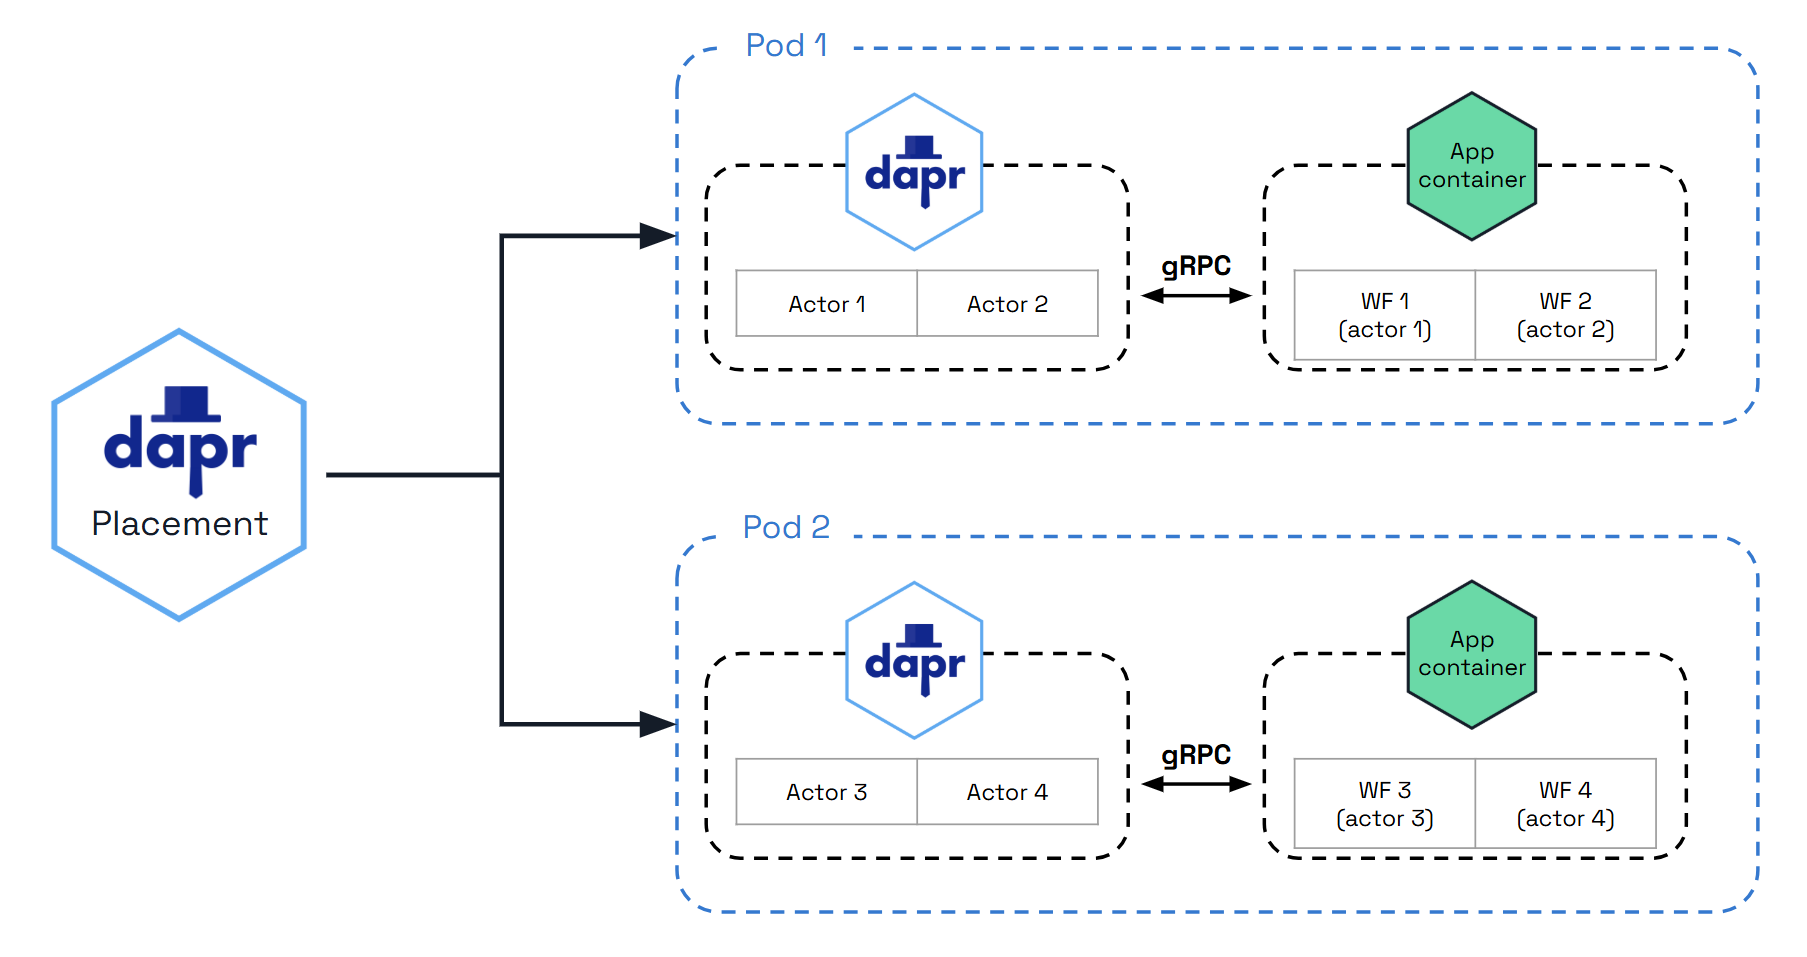 Pod 1
dapr
App
container
gRPC
Actor 1
Actor 2
WF 1
(actor 1)
WF 2
(actor 2)
dapr
Placement
Pod 2
dapr
App
container
gRPC
Actor 3
Actor 4
WF 3
(actor 3)
WF 4
(actor 4)